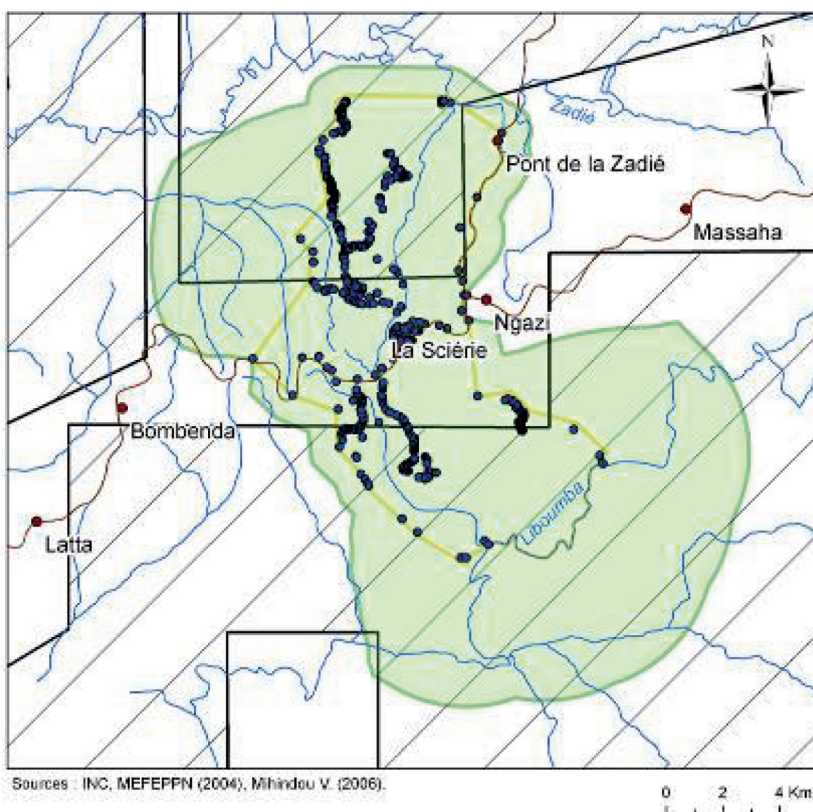 N
Zadié
Pont de la Zadié
Massaha
Ngazi
La Sciérie
Bombenda
Liboumba
Latta
Sources : INC, MEFEPPN (2004), Mihindou V. (2006).
0 2 4 Km